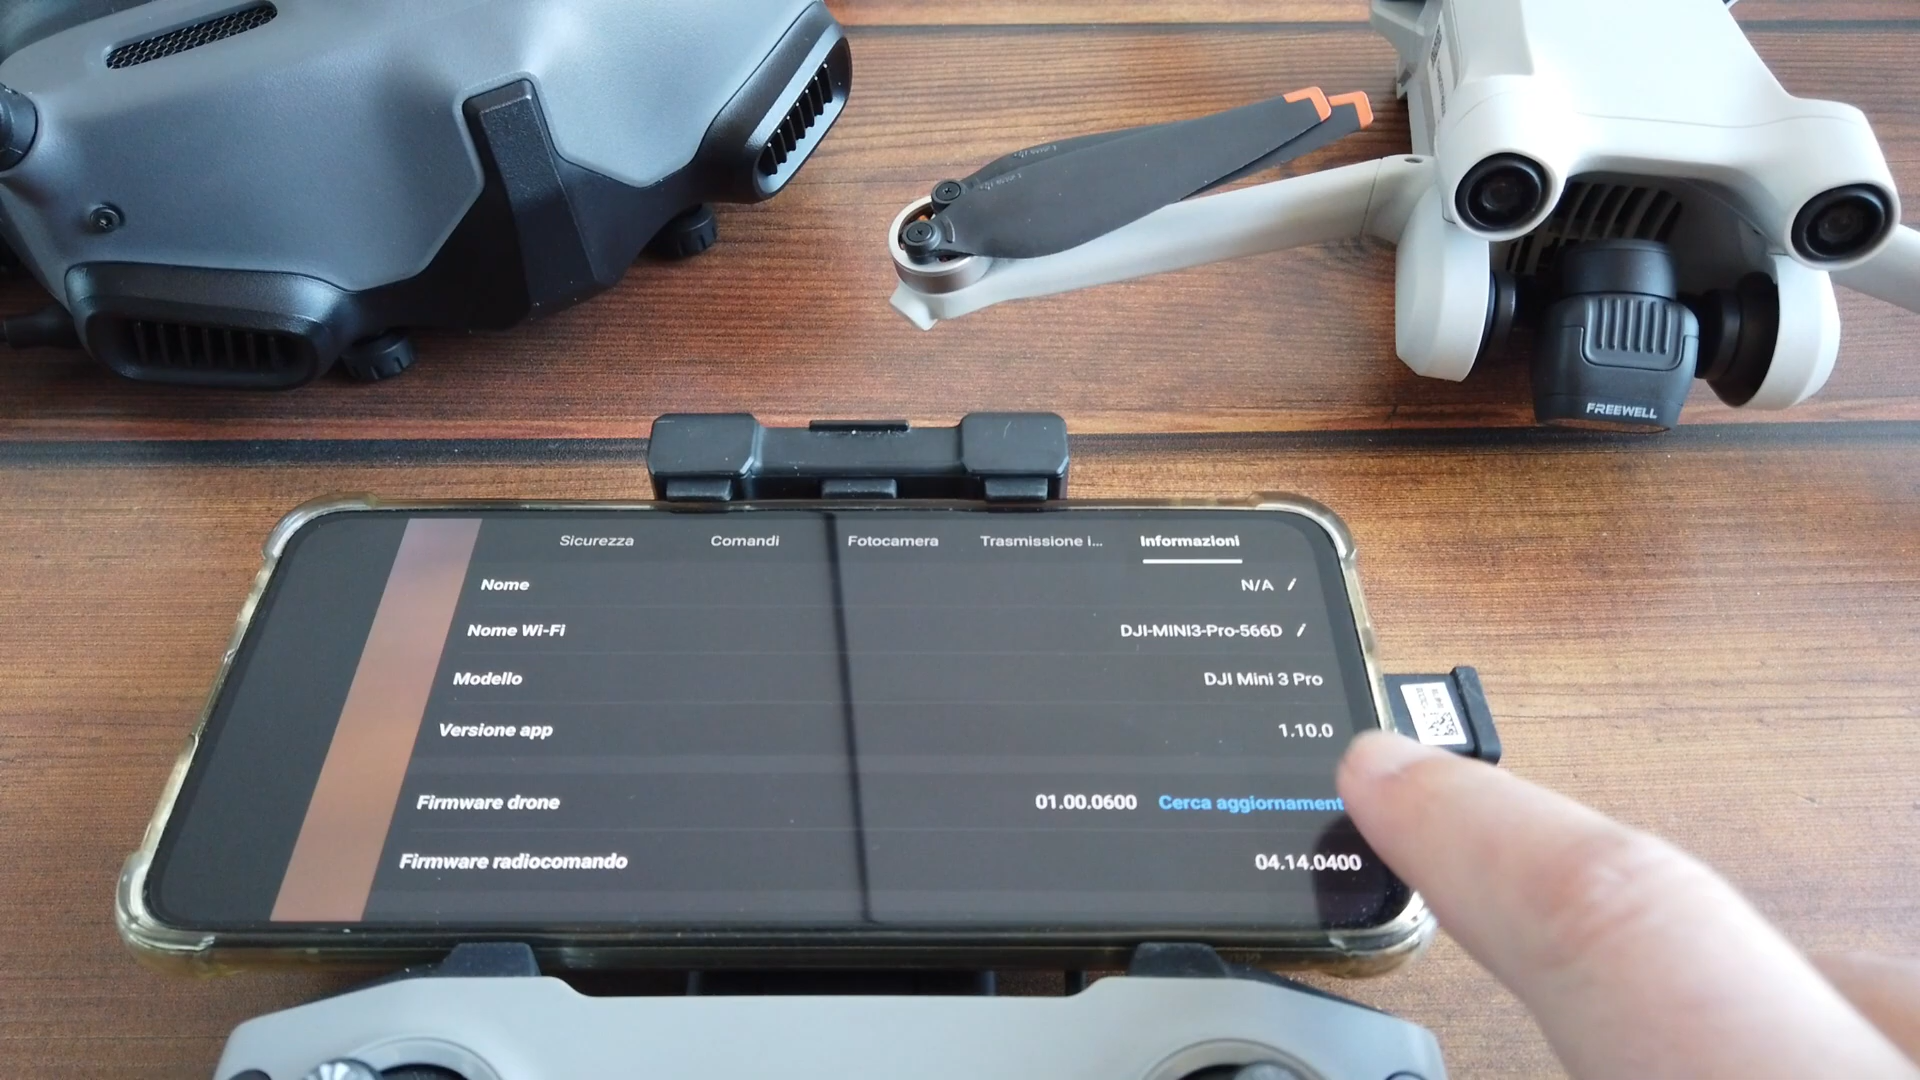 FREEWELL
Sicurezza Comandi Fotocamera Trasmissione i... Informazioni
Nome N/A
Nome Wi-Fi DJI-MINI3-Pro-566D
Modello DJI Mini 3 Pro
Versione app 1.10.0
Firmware drone 01.00.0600 Cerca aggiornament
Firmware radiocomando 04.14.0400